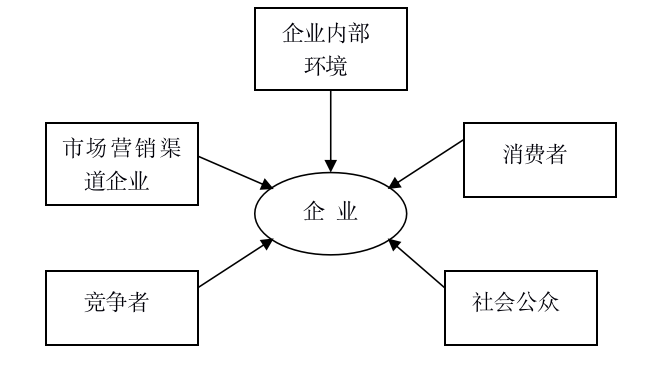 企业内部
环境
市场营销渠
道企业
消费者
企 业
竞争者
社会公众